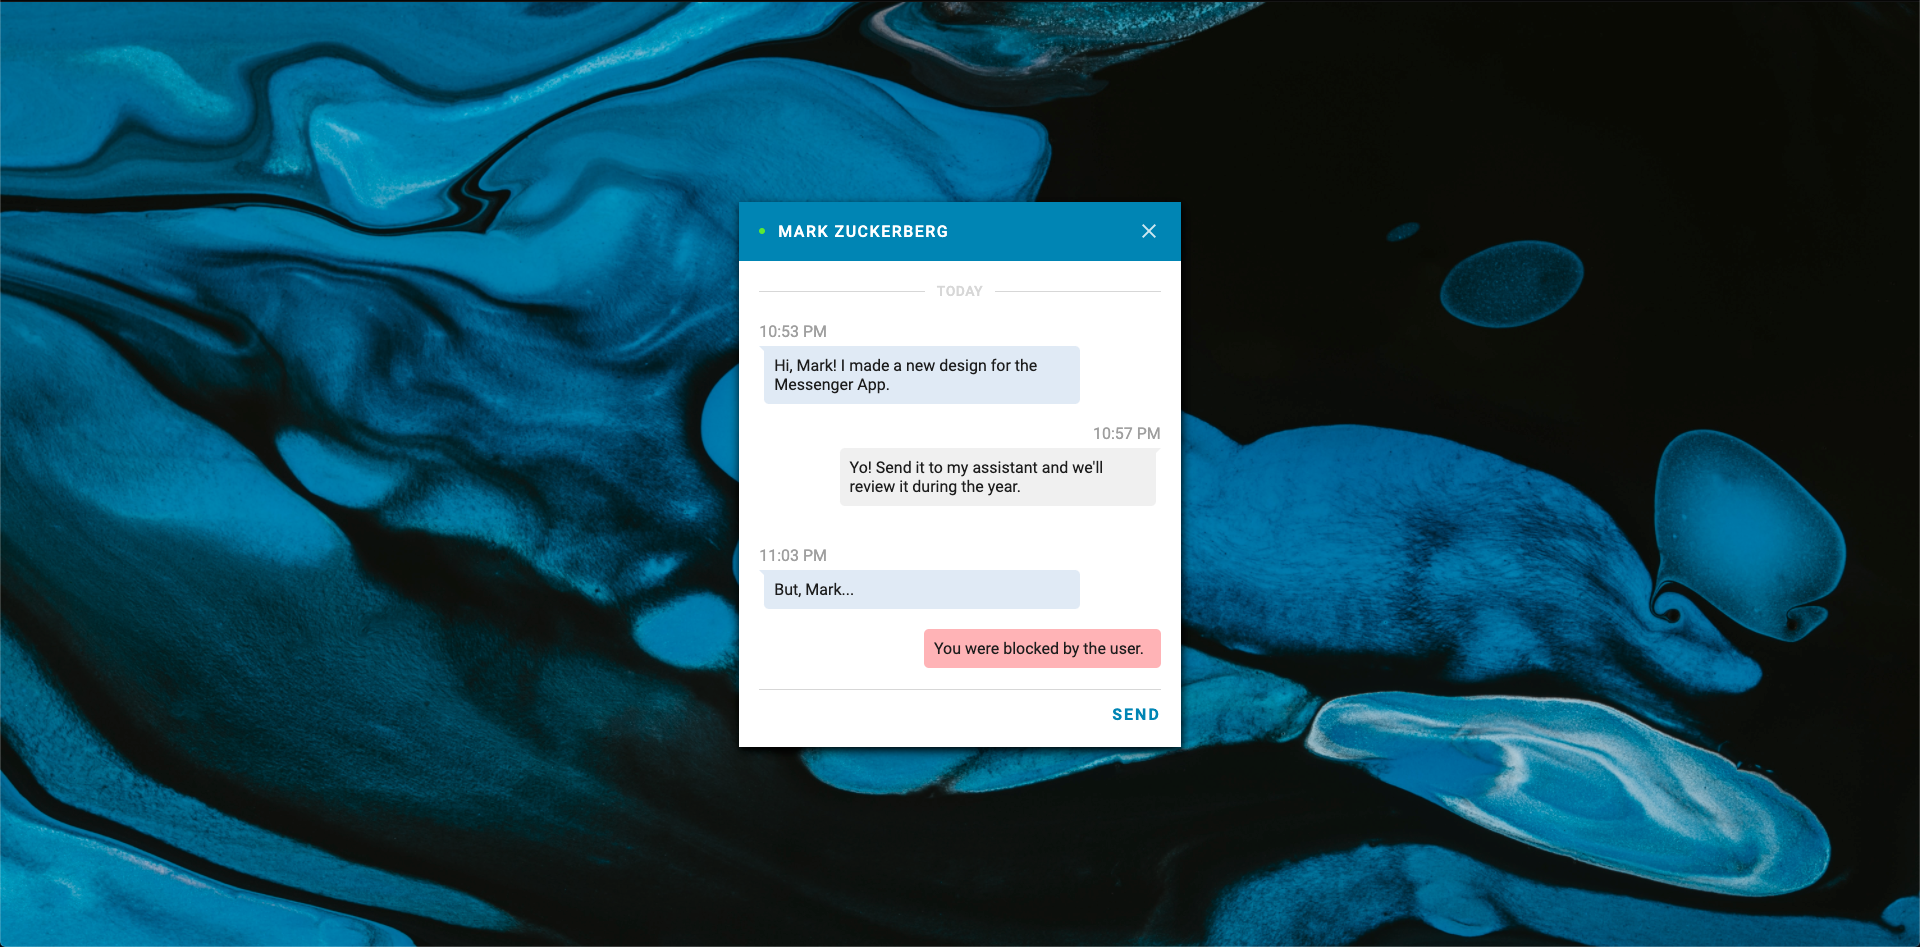 MARK ZUCKERBERG
TODAY
10:53 PM
Hi, Mark! I made a new design for the
Messenger App.
10:57 PM
Yo! Send it to my assistant and we'll
review it during the year.
11:03 PM
But, Mark...
You were blocked by the user.
SEND